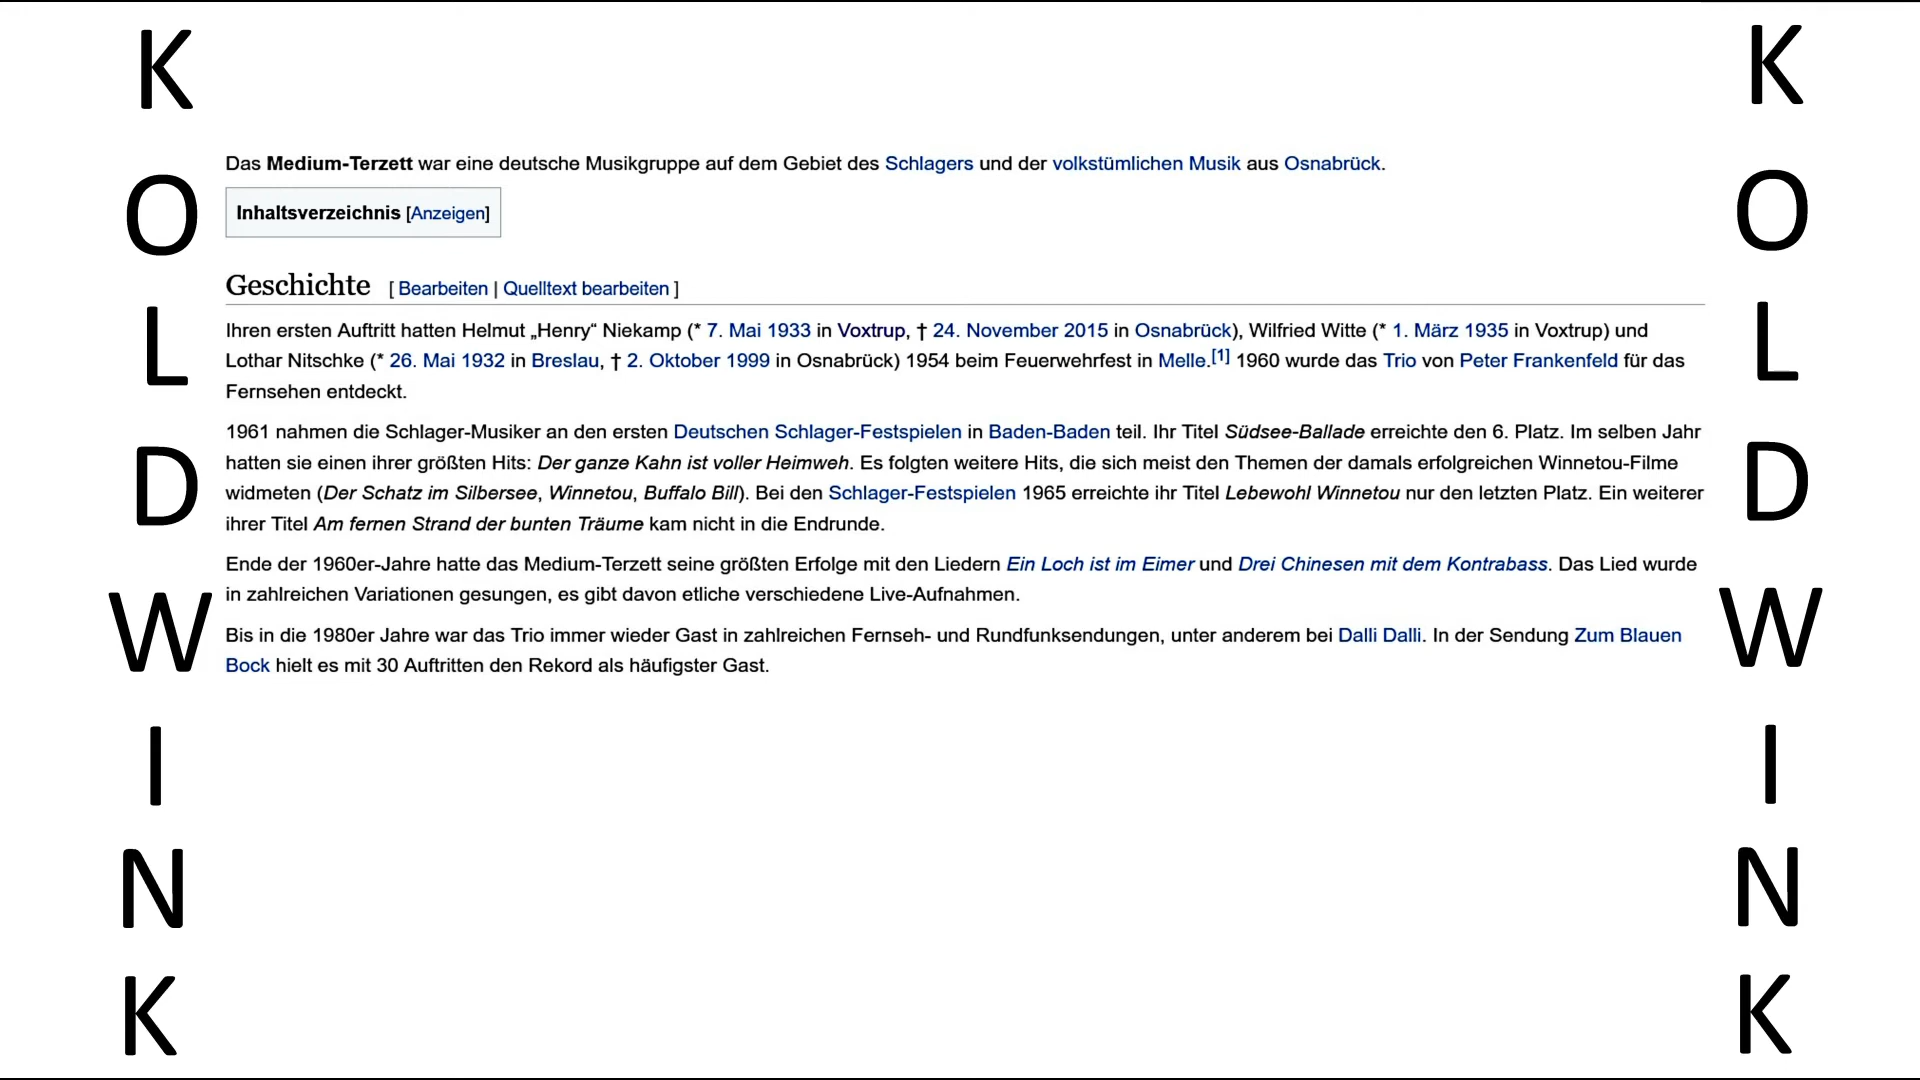 K
O
L
D
W
I
N
K
Das Medium-Terzett war eine deutsche Musikgruppe auf dem Gebiet des Schlagers und der volkstümlichen Musik aus Osnabrück.
Inhaltsverzeichnis [Anzeigen]
Geschichte [ Bearbeiten | Quelltext bearbeiten ]
Ihren ersten Auftritt hatten Helmut „Henry“ Niekamp (* 7. Mai 1933 in Voxtrup, † 24. November 2015 in Osnabrück), Wilfried Witte (* 1. März 1935 in Voxtrup) und
Lothar Nitschke (* 26. Mai 1932 in Breslau, † 2. Oktober 1999 in Osnabrück) 1954 beim Feuerwehrfest in Melle.[1] 1960 wurde das Trio von Peter Frankenfeld für das
Fernsehen entdeckt.
1961 nahmen die Schlager-Musiker an den ersten Deutschen Schlager-Festspielen in Baden-Baden teil. Ihr Titel Südsee-Ballade erreichte den 6. Platz. Im selben Jahr
hatten sie einen ihrer größten Hits: Der ganze Kahn ist voller Heimweh. Es folgten weitere Hits, die sich meist den Themen der damals erfolgreichen Winnetou-Filme
widmeten (Der Schatz im Silbersee, Winnetou, Buffalo Bill). Bei den Schlager-Festspielen 1965 erreichte ihr Titel Lebewohl Winnetou nur den letzten Platz. Ein weiterer
ihrer Titel Am fernen Strand der bunten Träume kam nicht in die Endrunde.
Ende der 1960er-Jahre hatte das Medium-Terzett seine größten Erfolge mit den Liedern Ein Loch ist im Eimer und Drei Chinesen mit dem Kontrabass. Das Lied wurde
in zahlreichen Variationen gesungen, es gibt davon etliche verschiedene Live-Aufnahmen.
Bis in die 1980er Jahre war das Trio immer wieder Gast in zahlreichen Fernseh- und Rundfunksendungen, unter anderem bei Dalli Dalli. In der Sendung Zum Blauen
Bock hielt es mit 30 Auftritten den Rekord als häufigster Gast.
K
O
L
D
W
I
N
K